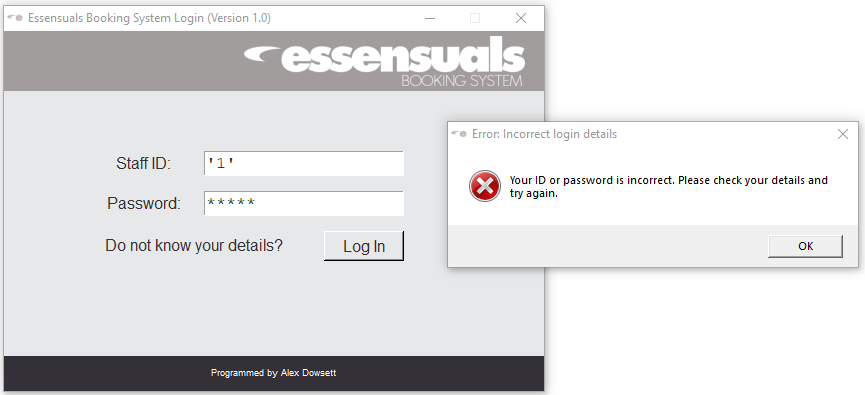 Essensuals Booking System Login (Version 1.0)
essensuals
BOOKING SYSTEM
Staff ID:
'1'
Password:
*****
Do not know your details?
Log In
Programmed by Alex Dowsett
Error: Incorrect login details
Your ID or password is incorrect. Please check your details and
try again.
OK